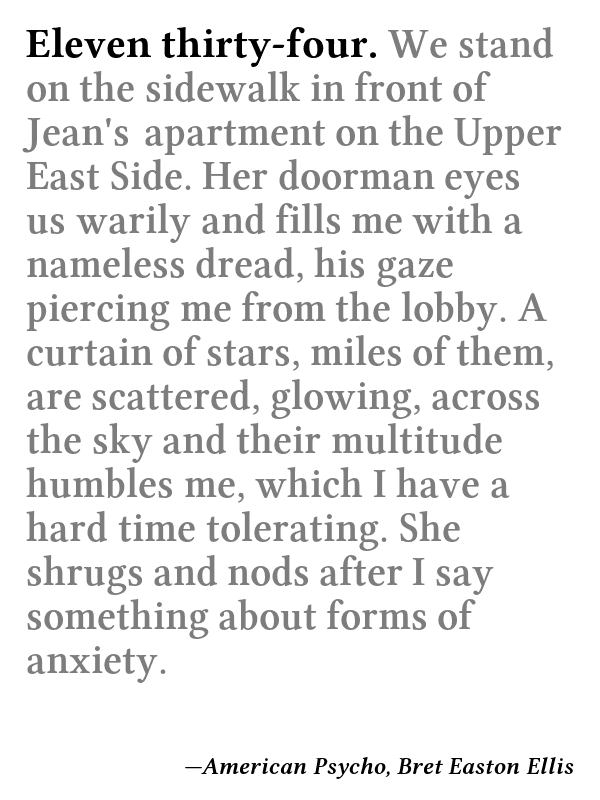 Eleven thirty-four. We stand
on the sidewalk in front of
Jean's apartment on the Upper
East Side. Her doorman eyes
us warily and fills me with a
nameless dread, his gaze
piercing me from the lobby. A
curtain of stars, miles of them,
are scattered, glowing, across
the sky and their multitude
humbles me, which I have a
hard time tolerating. She
shrugs and nods after I say
something about forms of
anxiety.
—American Psycho, Bret Easton Ellis